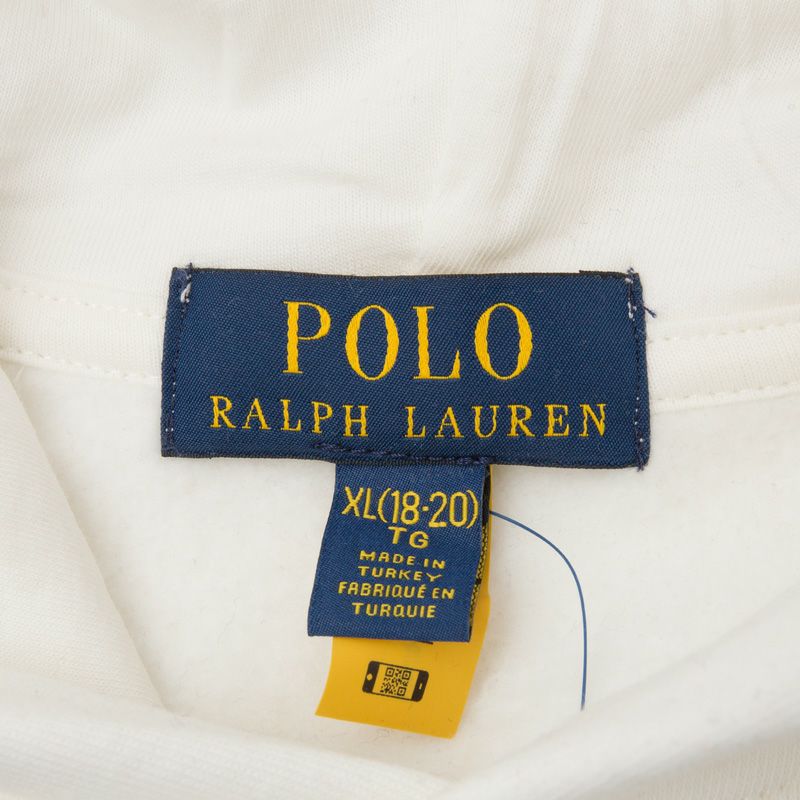 POLO
RALPH LAUREN
XL(18-20)
TG
MADE IN
TURKEY
FABRIQUÉ EN
TURQUIE